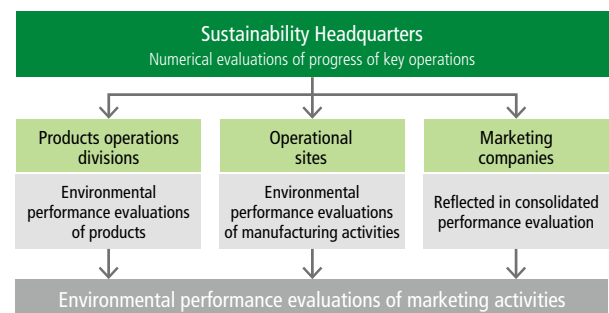 Sustainability Headquarters
Numerical evaluations of progress of key operations
Products operations
divisions
Environmental
performance evaluations
of products
Operational
sites
Environmental
performance evaluations
of manufacturing activities
Marketing
companies
Reflected in consolidated
performance evaluation
Environmental performance evaluations of marketing activities